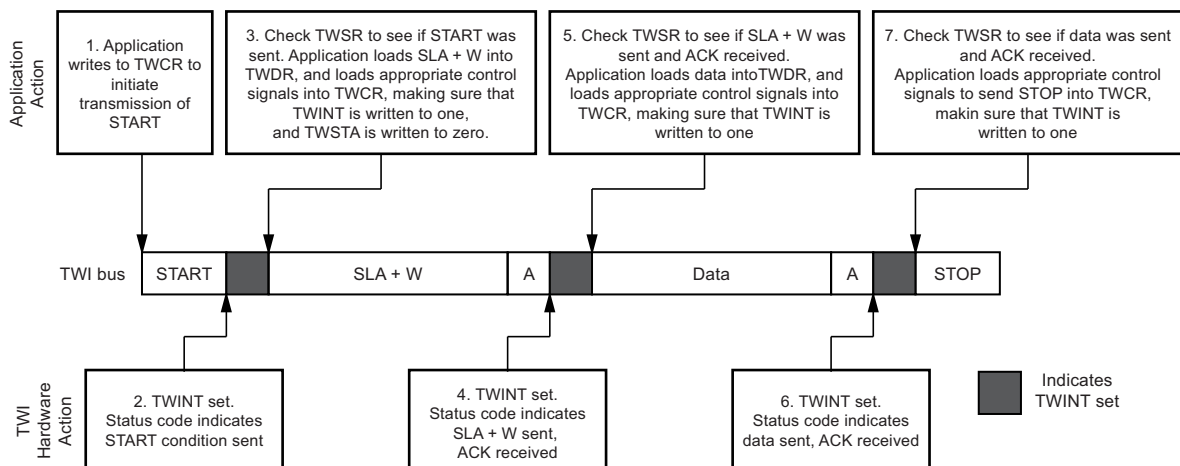 Application
Action
1. Application
writes to TWCR to
initiate
transmission of
START
3. Check TWSR to see if START was
sent. Application loads SLA + W into
TWDR, and loads appropriate control
signals into TWCR, making sure that
TWINT is written to one,
and TWSTA is written to zero.
5. Check TWSR to see if SLA + W was
sent and ACK received.
Application loads data intoTWDR, and
loads appropriate control signals into
TWCR, making sure that TWINT is
written to one
7. Check TWSR to see if data was sent
and ACK received.
Application loads appropriate control
signals to send STOP into TWCR,
makin sure that TWINT is
written to one
TWI bus
START
SLA + W
A
Data
A
STOP
TWI
Hardware
Action
2. TWINT set.
Status code indicates
START condition sent
4. TWINT set.
Status code indicates
SLA + W sent,
ACK received
6. TWINT set.
Status code indicates
data sent, ACK received
Indicates
TWINT set